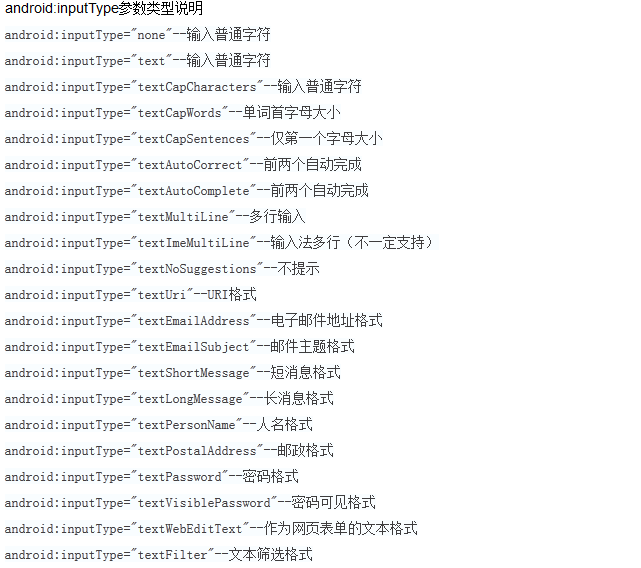 android:inputType参数类型说明
android:inputType="none"--输入普通字符
android:inputType="text"--输入普通字符
android:inputType="textCapCharacters"--输入普通字符
android:inputType="textCapWords"--单词首字母大小
android:inputType="textCapSentences"--仅第一个字母大小
android:inputType="textAutoCorrect"--前两个自动完成
android:inputType="textAutoComplete"--前两个自动完成
android:inputType="textMultiLine"--多行输入
android:inputType="textImeMultiLine"--输入法多行（不一定支持）
android:inputType="textNoSuggestions"--不提示
android:inputType="textUri"--URI格式
android:inputType="textEmailAddress"--电子邮件地址格式
android:inputType="textEmailSubject"--邮件主题格式
android:inputType="textShortMessage"--短消息格式
android:inputType="textLongMessage"--长消息格式
android:inputType="textPersonName"--人名格式
android:inputType="textPostalAddress"--邮政格式
android:inputType="textPassword"--密码格式
android:inputType="textVisiblePassword"--密码可见格式
android:inputType="textWebEditText"--作为网页表单的文本格式
android:inputType="textFilter"--文本筛选格式